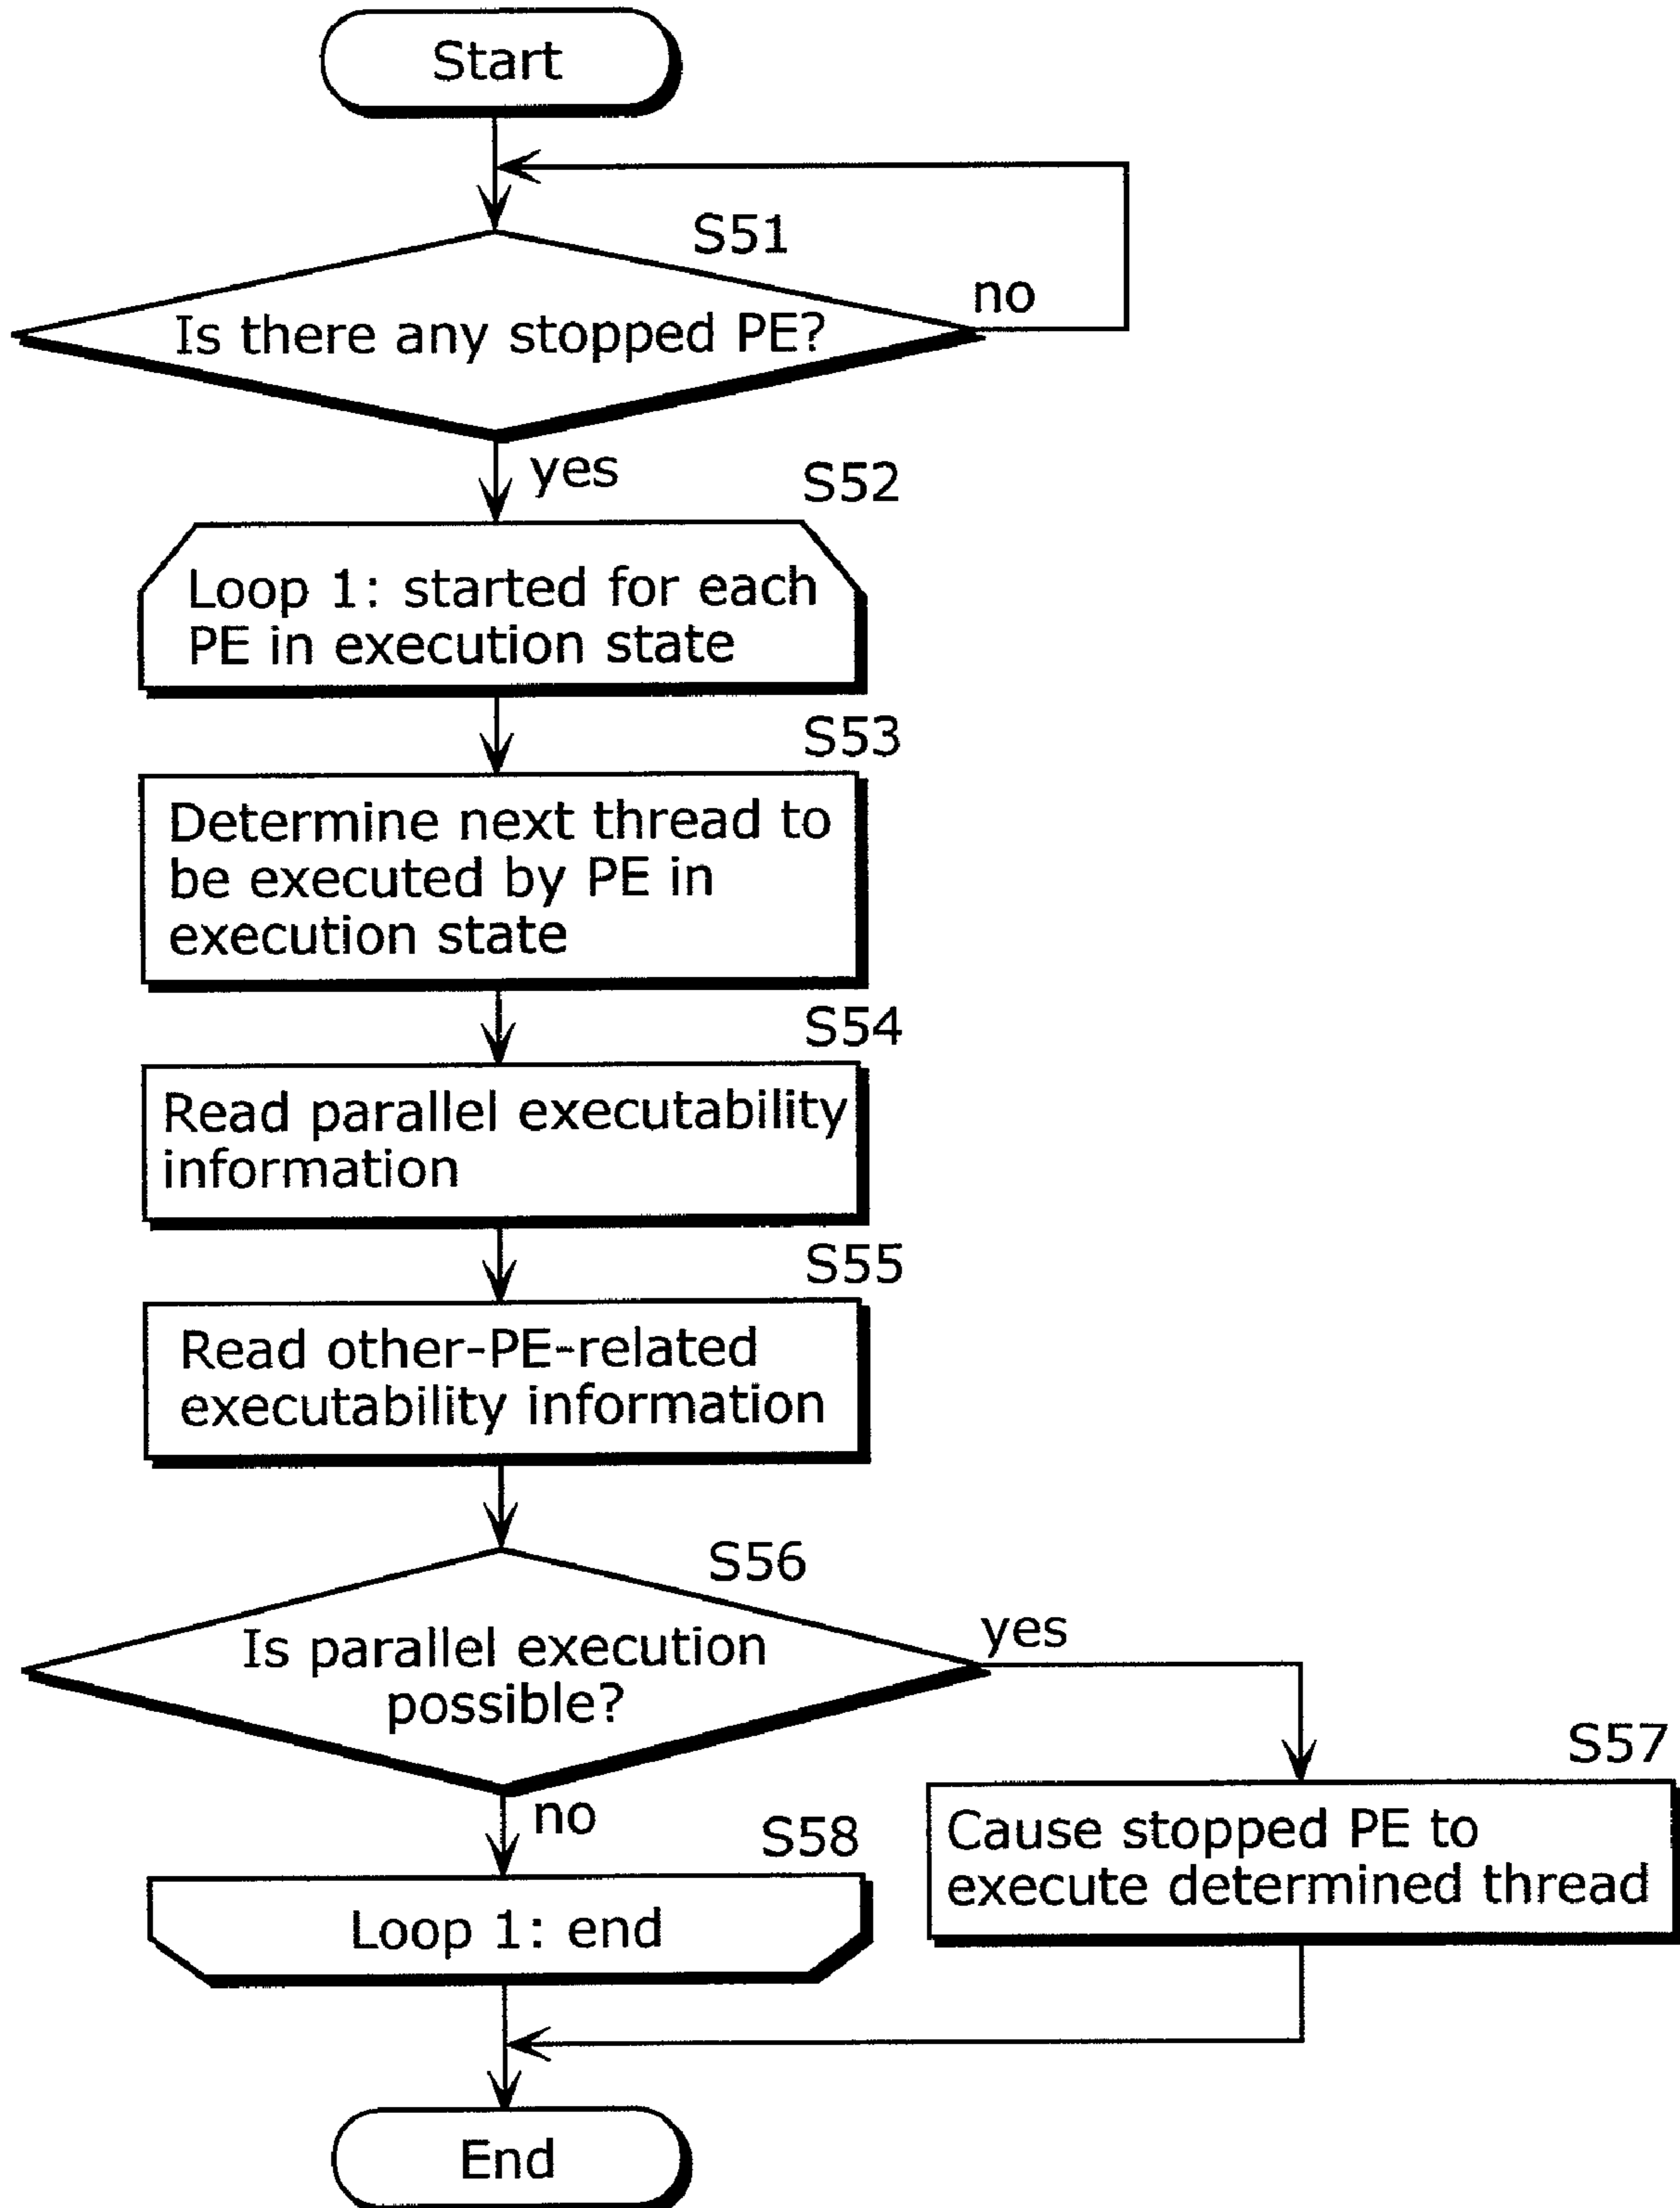 Start
S51
no
Is there any stopped PE?
yes
S52
Loop 1: started for each
PE in execution state
S53
Determine next thread to
be executed by PE in
execution state
S54
Read parallel executability
information
S55
Read other-PE-related
executability information
S56
yes
Is parallel execution
possible?
S57
no
Cause stopped PE to
execute determined thread
S58
Loop 1: end
End